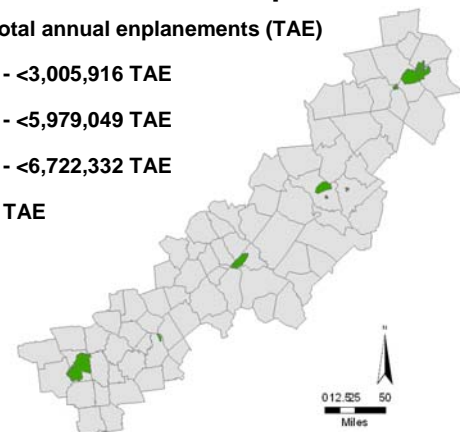 otal annual enplanements (TAE)
- <3,005,916 TAE
- <5,979,049 TAE
- <6,722,332 TAE
TAE
N
0 12.525 50
Miles